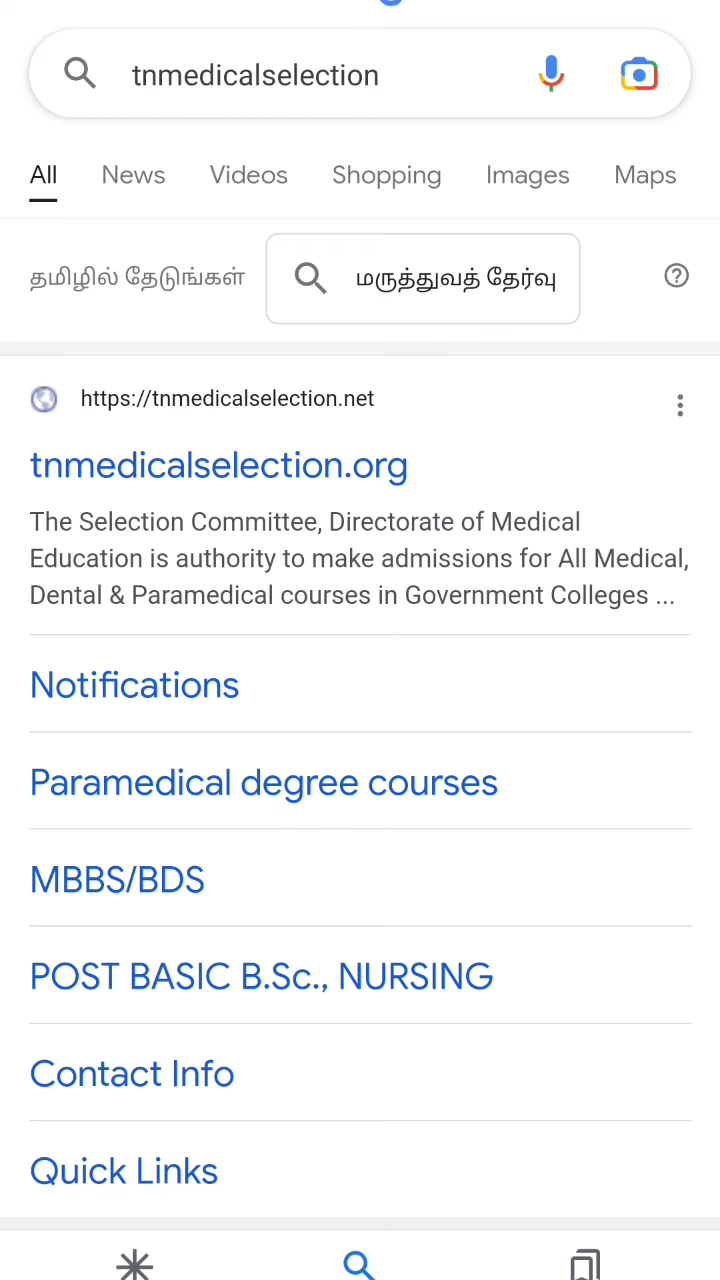 tnmedicalselection
All News Videos Shopping Images Maps
தமிழில் தேடுங்கள் மருத்துவத் தேர்வு
https://tnmedicalselection.net
tnmedicalselection.org
The Selection Committee, Directorate of Medical
Education is authority to make admissions for All Medical,
Dental & Paramedical courses in Government Colleges ...
Notifications
Paramedical degree courses
MBBS/BDS
POST BASIC B.Sc., NURSING
Contact Info
Quick Links